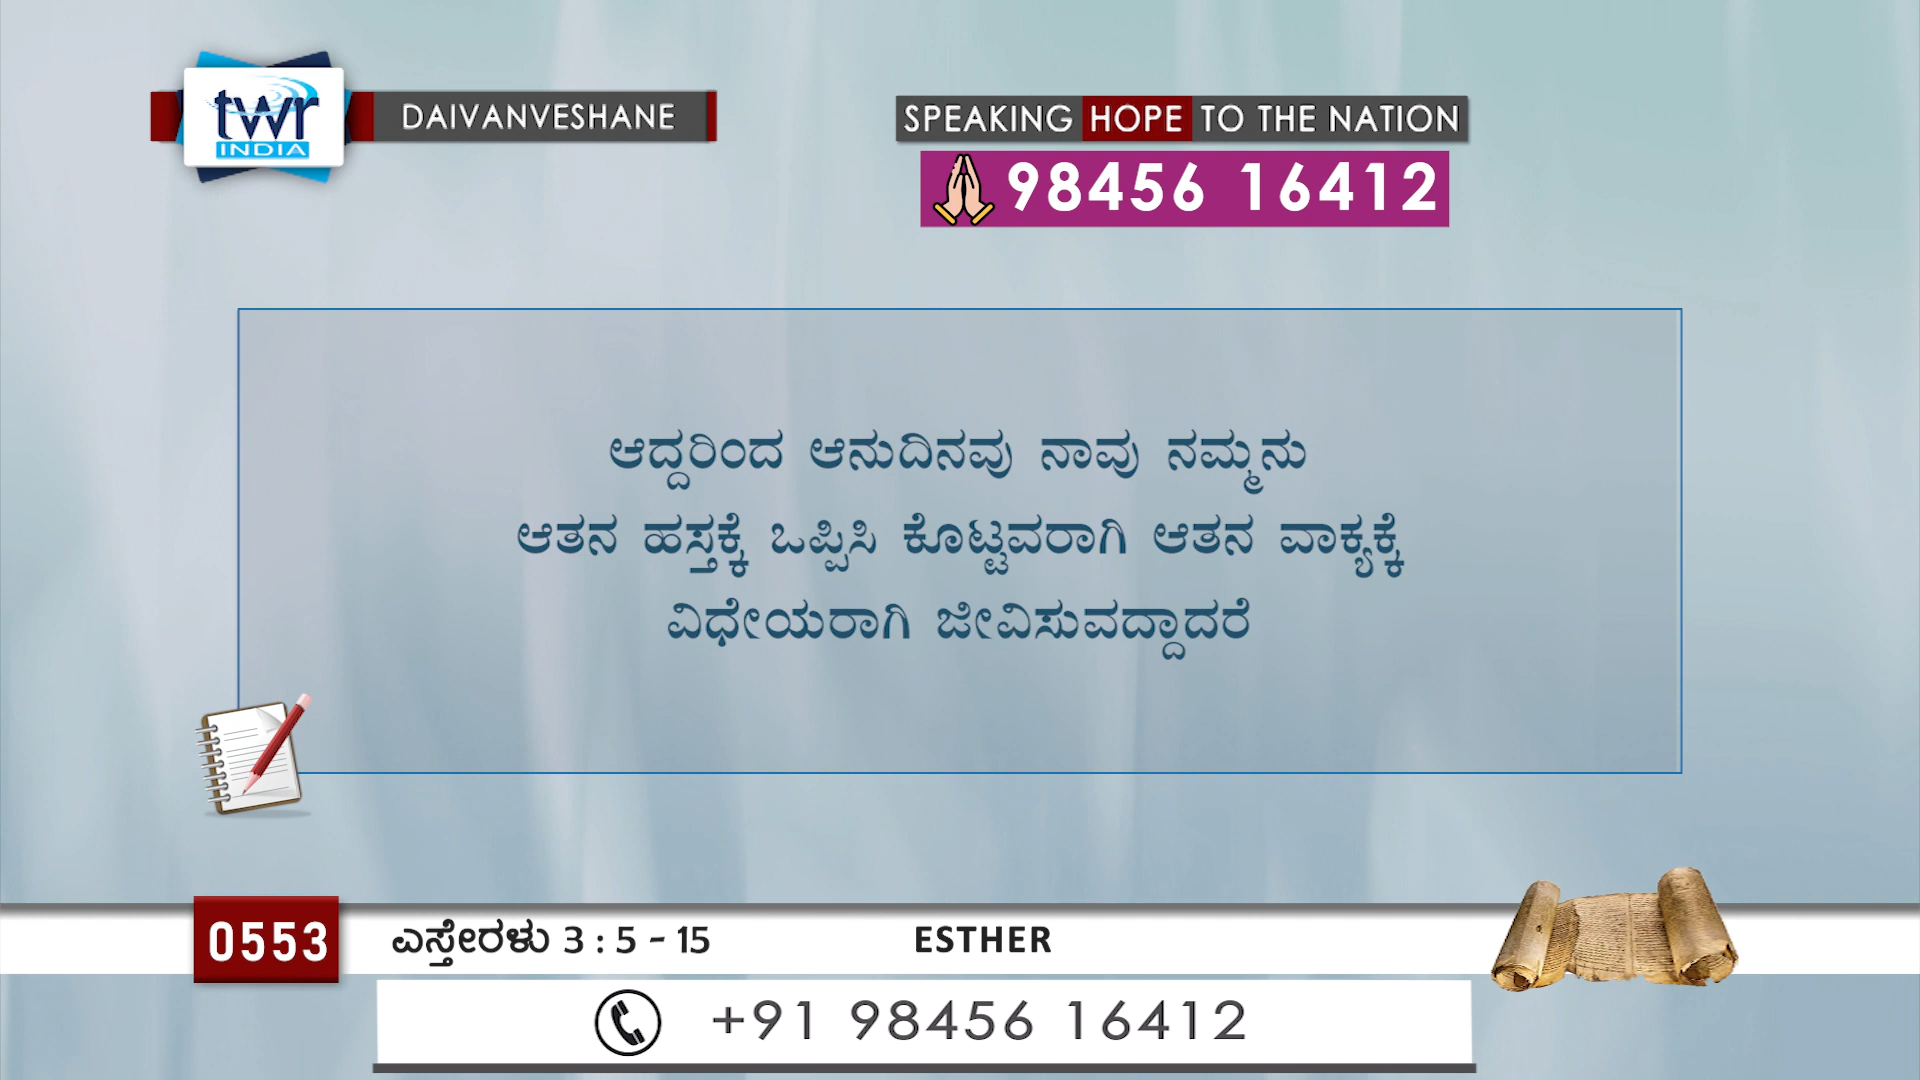 twr
INDIA
DAIVANVESHANE
SPEAKING HOPE TO THE NATION
98456 16412
ಆದ್ದರಿಂದ ಆನುದಿನವು ನಾವು ನಮ್ಮನು
ಆತನ ಹಸ್ತಕ್ಕೆ ಒಪ್ಪಿಸಿ ಕೊಟ್ಟವರಾಗಿ ಆತನ ವಾಕ್ಯಕ್ಕೆ
ವಿಧೇಯರಾಗಿ ಜೀವಿಸುವದ್ದಾದರೆ
0553 ಎಸ್ತೇರಳು 3 : 5 - 15 ESTHER
+91 98456 16412